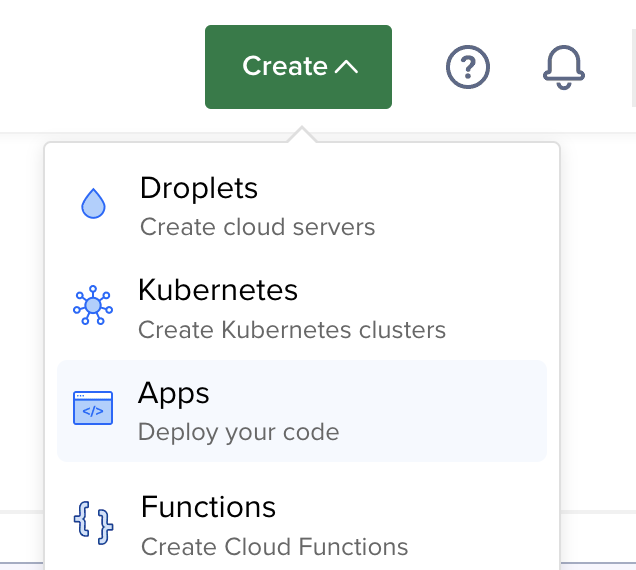 Create
Droplets
Create cloud servers
Kubernetes
Create Kubernetes clusters
Apps
Deploy your code
Functions
Create Cloud Functions